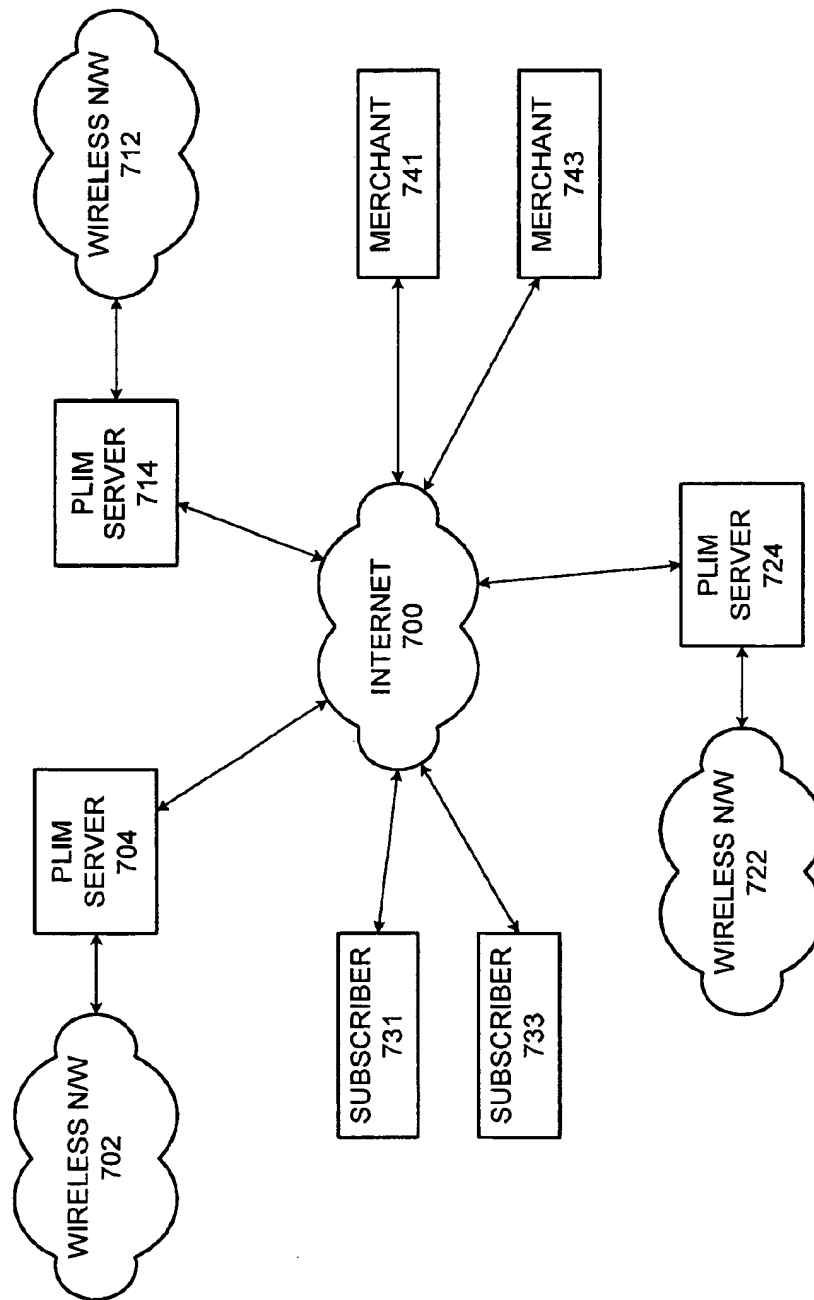 WIRELESS N/W
702
PLIM
SERVER
704
PLIM
SERVER
714
WIRELESS N/W
712
SUBSCRIBER
731
SUBSCRIBER
733
INTERNET
700
MERCHANT
741
MERCHANT
743
WIRELESS N/W
722
PLIM
SERVER
724